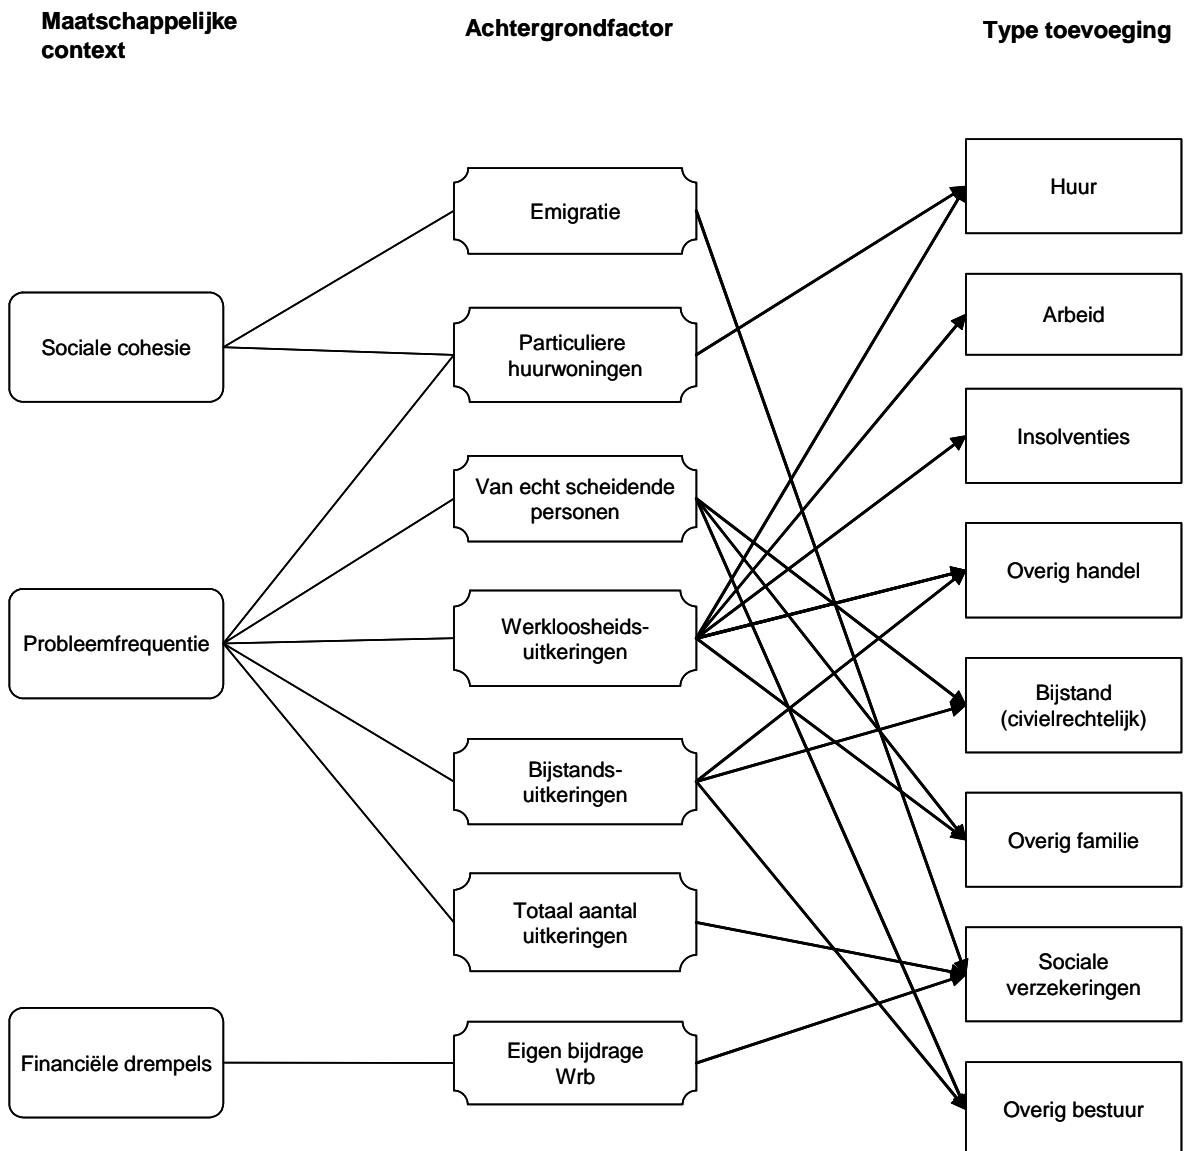 Maatschappelijke
context
Achtergrondfactor
Type toevoeging
Sociale cohesie
Probleemfrequentie
Financiële drempels
Emigratie
Particuliere
huurwoningen
Van echt scheidende
personen
Werkloosheids-
uitkeringen
Bijstands-
uitkeringen
Totaal aantal
uitkeringen
Eigen bijdrage
Wrb
Huur
Arbeid
Insolventies
Overig handel
Bijstand
(civielrechtelijk)
Overig familie
Sociale
verzekeringen
Overig bestuur